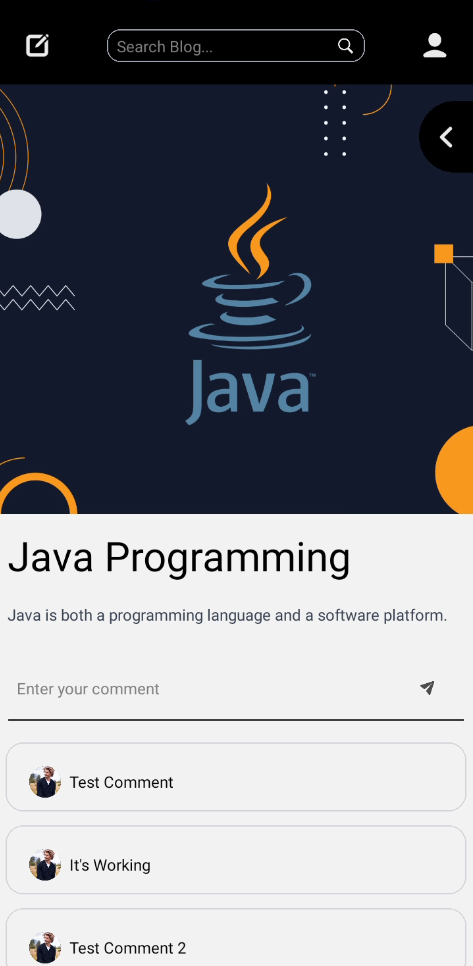 Search Blog...
Java™
Java Programming
Java is both a programming language and a software platform.
Enter your comment
Test Comment
It's Working
Test Comment 2